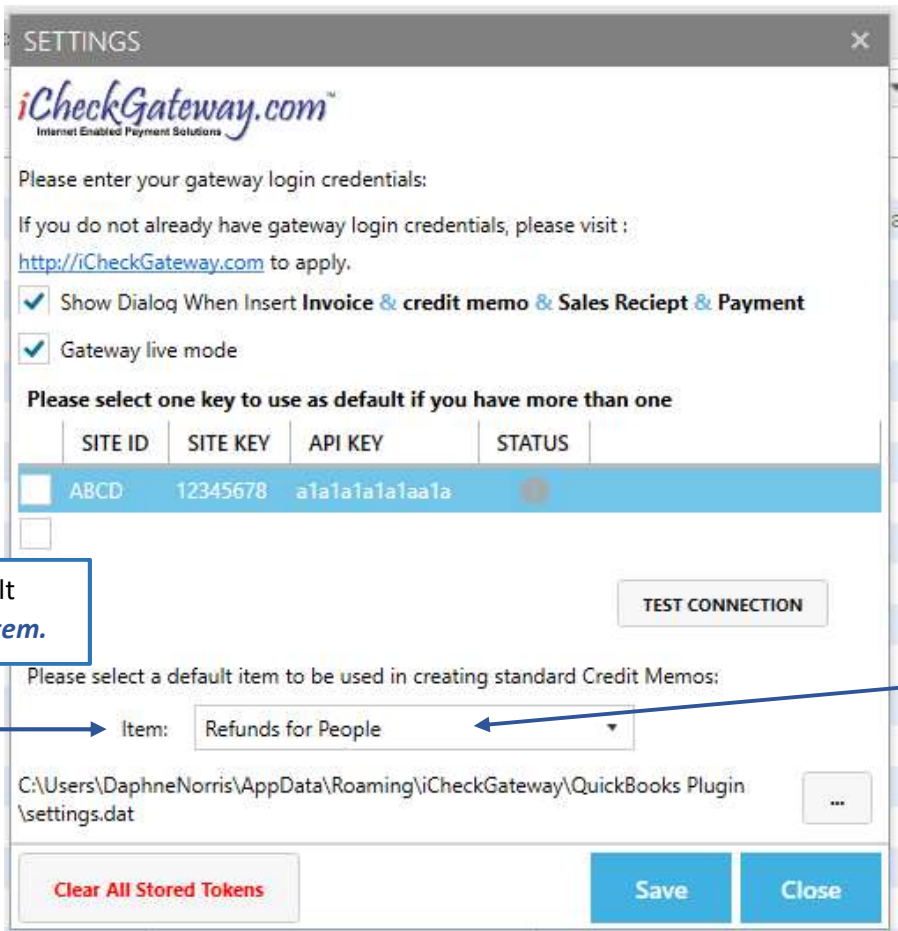 SETTINGS
iCheckGateway.com™
Internet Enabled Payment Solutions
Please enter your gateway login credentials:
If you do not already have gateway login credentials, please visit :
http://iCheckGateway.com to apply.
Show Dialog When Insert Invoice & credit memo & Sales Reciept & Payment
Gateway live mode
Please select one key to use as default if you have more than one
SITE ID SITE KEY API KEY STATUS
ABCD 12345678 a1a1a1a1a1aa1a
TEST CONNECTION
Please select a default item to be used in creating standard Credit Memos:
Item: Refunds for People
C:\Users\DaphneNorris\AppData\Roaming\iCheckGateway\QuickBooks Plugin
\settings.dat
...
Clear All Stored Tokens Save Close